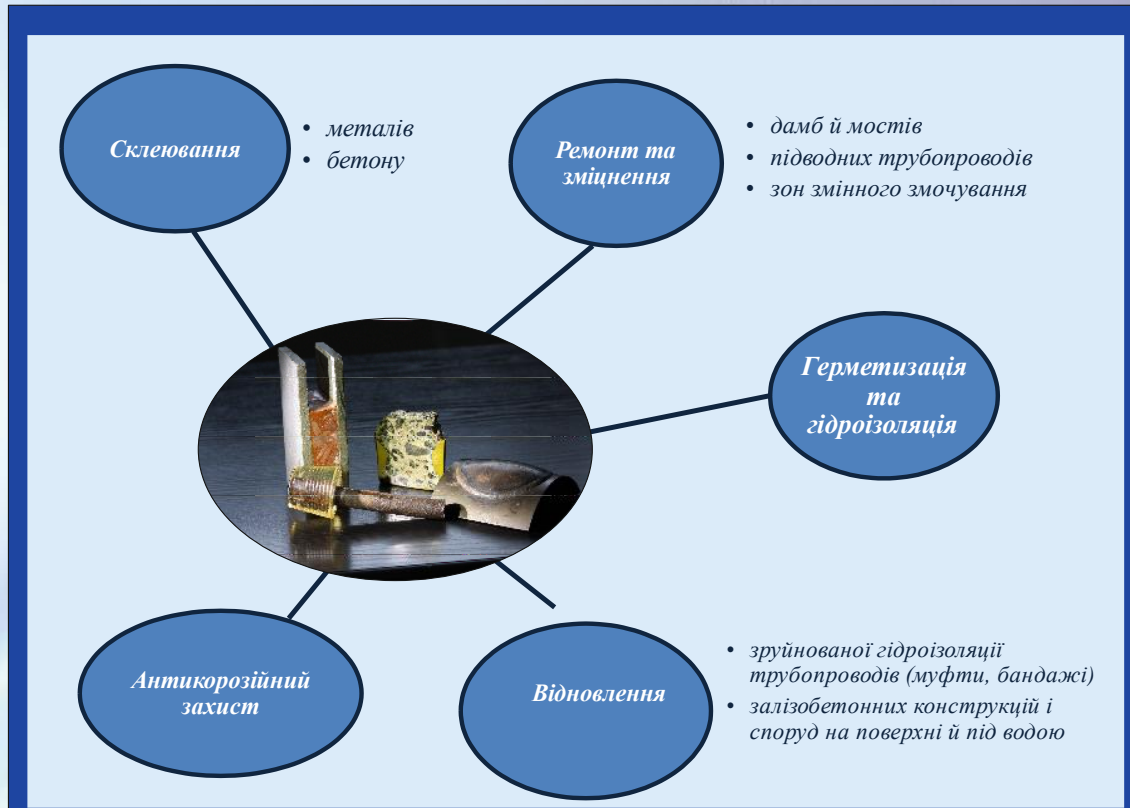 Склеювання
• металів
• бетону
Ремонт та
зміцнення
• дамб й мостів
• підводних трубопроводів
• зон змінного змочування
Герметизація
та
гідроізоляція
Антикорозійний
захист
Відновлення
• зруйнованої гідроізоляції
трубопроводів (муфти, бандажі)
• залізобетонних конструкцій і
споруд на поверхні й під водою